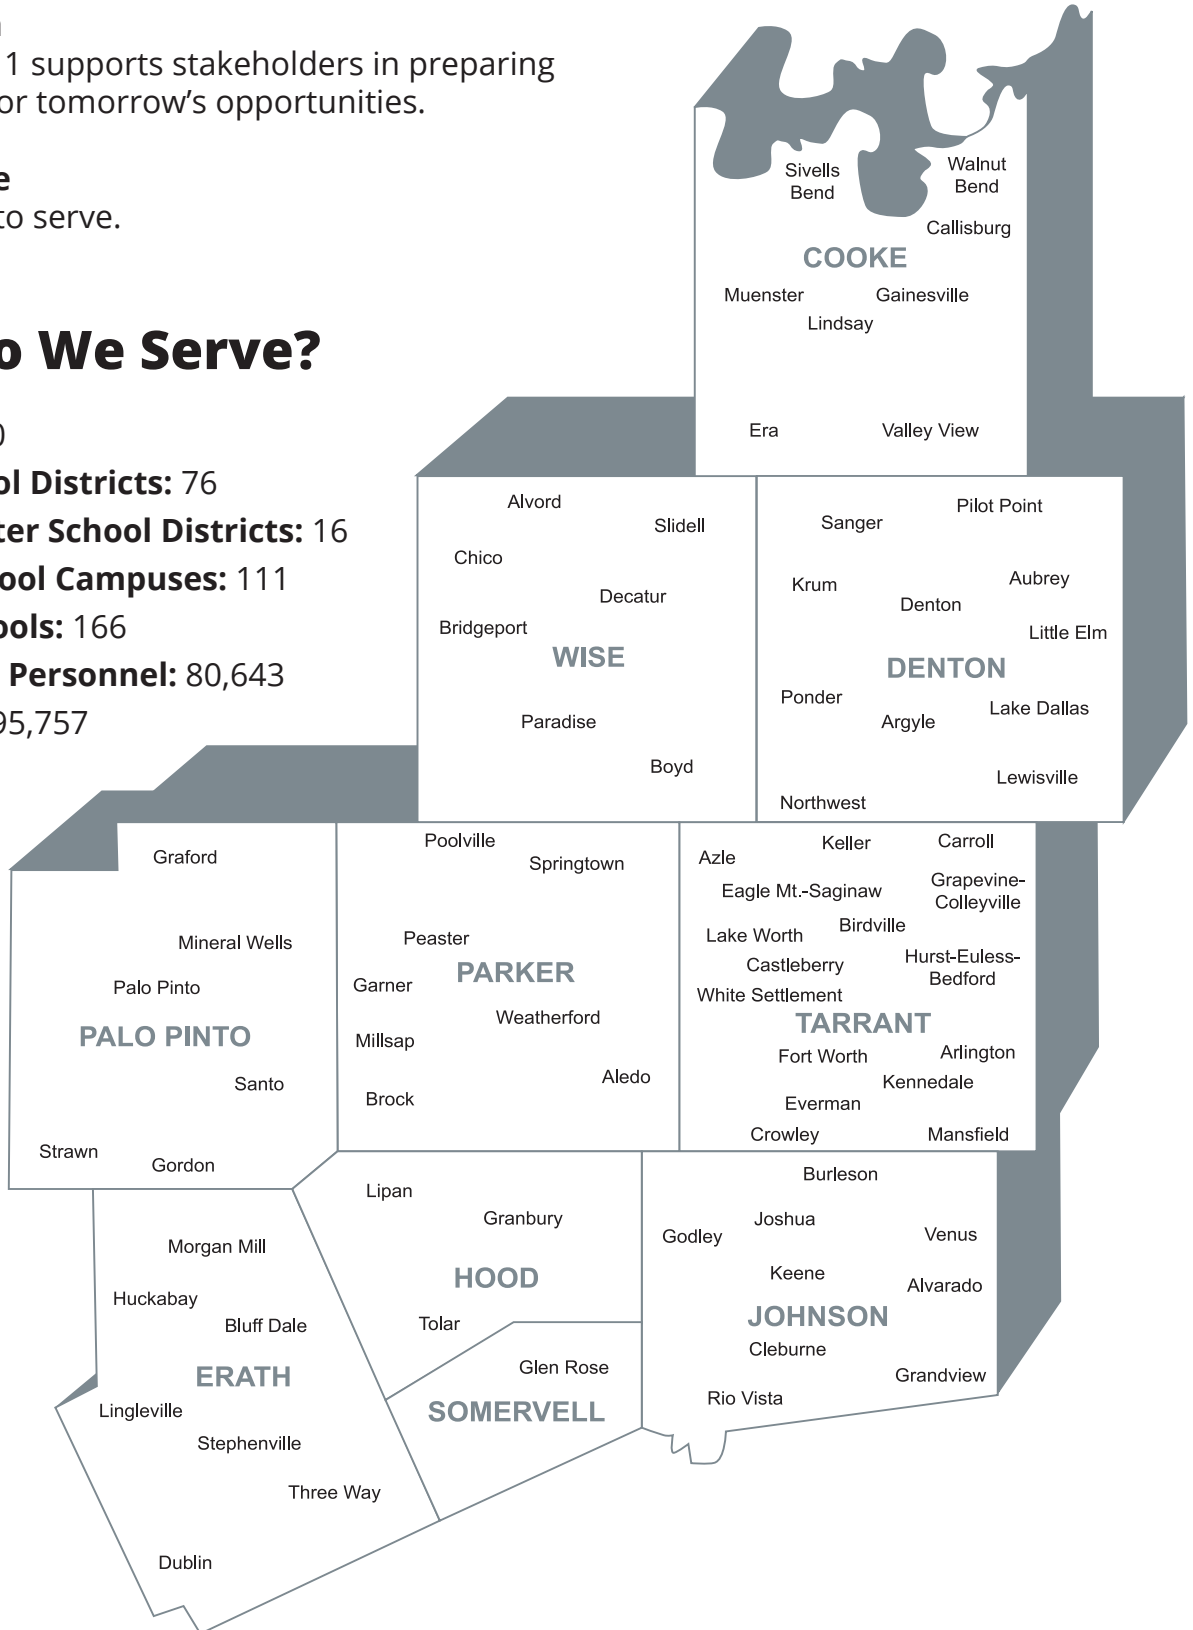 1 supports stakeholders in preparing
or tomorrow's opportunities.
e
to serve.
o We Serve?
0
ol Districts: 76
ter School Districts: 16
ool Campuses: 111
ools: 166
Personnel: 80,643
95,757
Sivells
Bend
Walnut
Bend
Callisburg
COOKE
Muenster
Gainesville
Lindsay
Era
Valley View
Alvord
Slidell
Chico
Decatur
Bridgeport
WISE
Paradise
Boyd
Pilot Point
Sanger
Aubrey
Krum
Denton
Little Elm
DENTON
Ponder
Lake Dallas
Argyle
Lewisville
Northwest
Graford
Mineral Wells
Palo Pinto
PALO PINTO
Santo
Strawn
Gordon
Poolville
Springtown
Peaster
PARKER
Garner
Weatherford
Millsap
Aledo
Brock
Keller
Carroll
Azle
Eagle Mt.-Saginaw
Grapevine-
Colleyville
Birdville
Lake Worth
Castleberry
Hurst-Euless-
Bedford
White Settlement
TARRANT
Fort Worth
Arlington
Kennedale
Everman
Crowley
Mansfield
Lipan
Granbury
HOOD
Tolar
Glen Rose
SOMERVELL
Burleson
Joshua
Godley
Venus
Keene
Alvarado
JOHNSON
Cleburne
Grandview
Rio Vista
Morgan Mill
Huckabay
Bluff Dale
ERATH
Lingleville
Stephenville
Three Way
Dublin